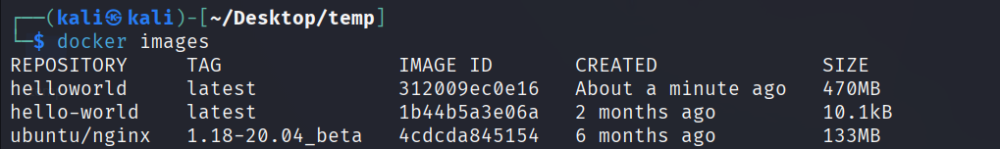 (kali㉿kali)-[~/Desktop/temp]
$ docker images
REPOSITORY TAG IMAGE ID CREATED SIZE
helloworld latest 312009ec0e16 About a minute ago 470MB
hello-world latest 1b44b5a3e06a 2 months ago 10.1kB
ubuntu/nginx 1.18-20.04_beta 4cdcda845154 6 months ago 133MB